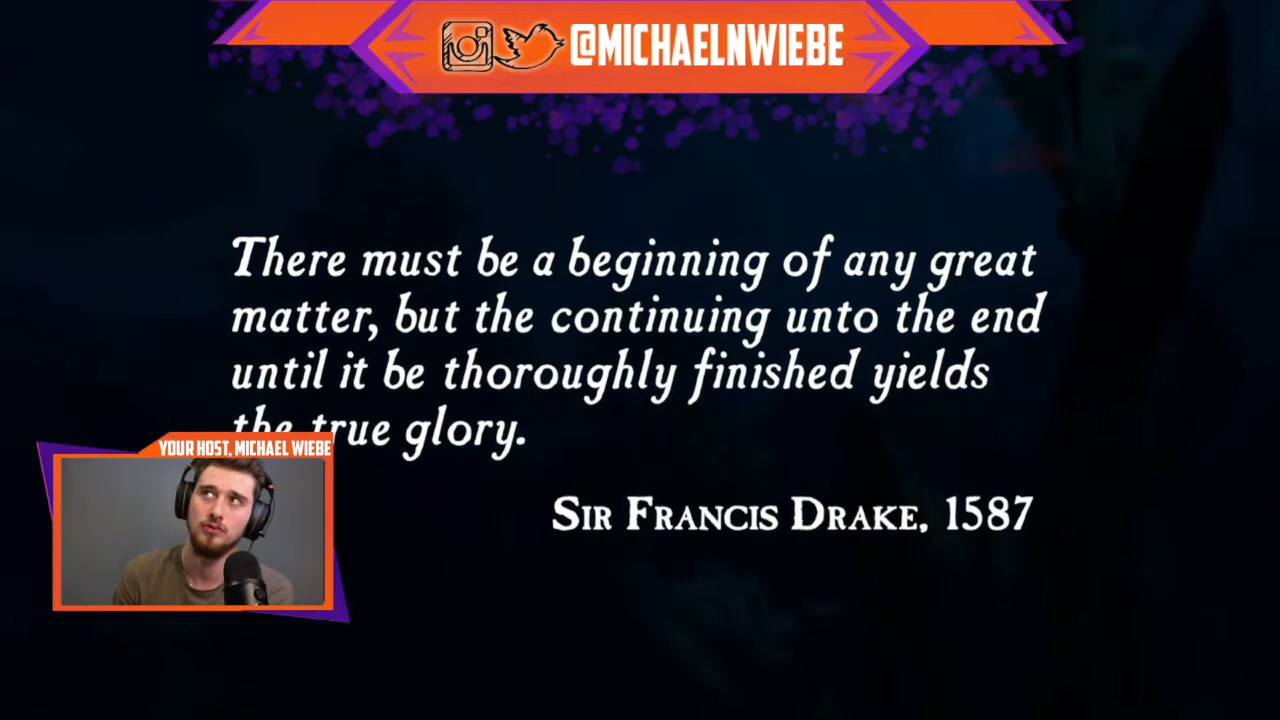 @MICHAELNWIEBE
There must be a beginning of any great
matter, but the continuing unto the end
until it be thoroughly finished yields
the true glory.
YOUR HOST, MICHAEL WIEBE
SIR FRANCIS DRAKE, 1587